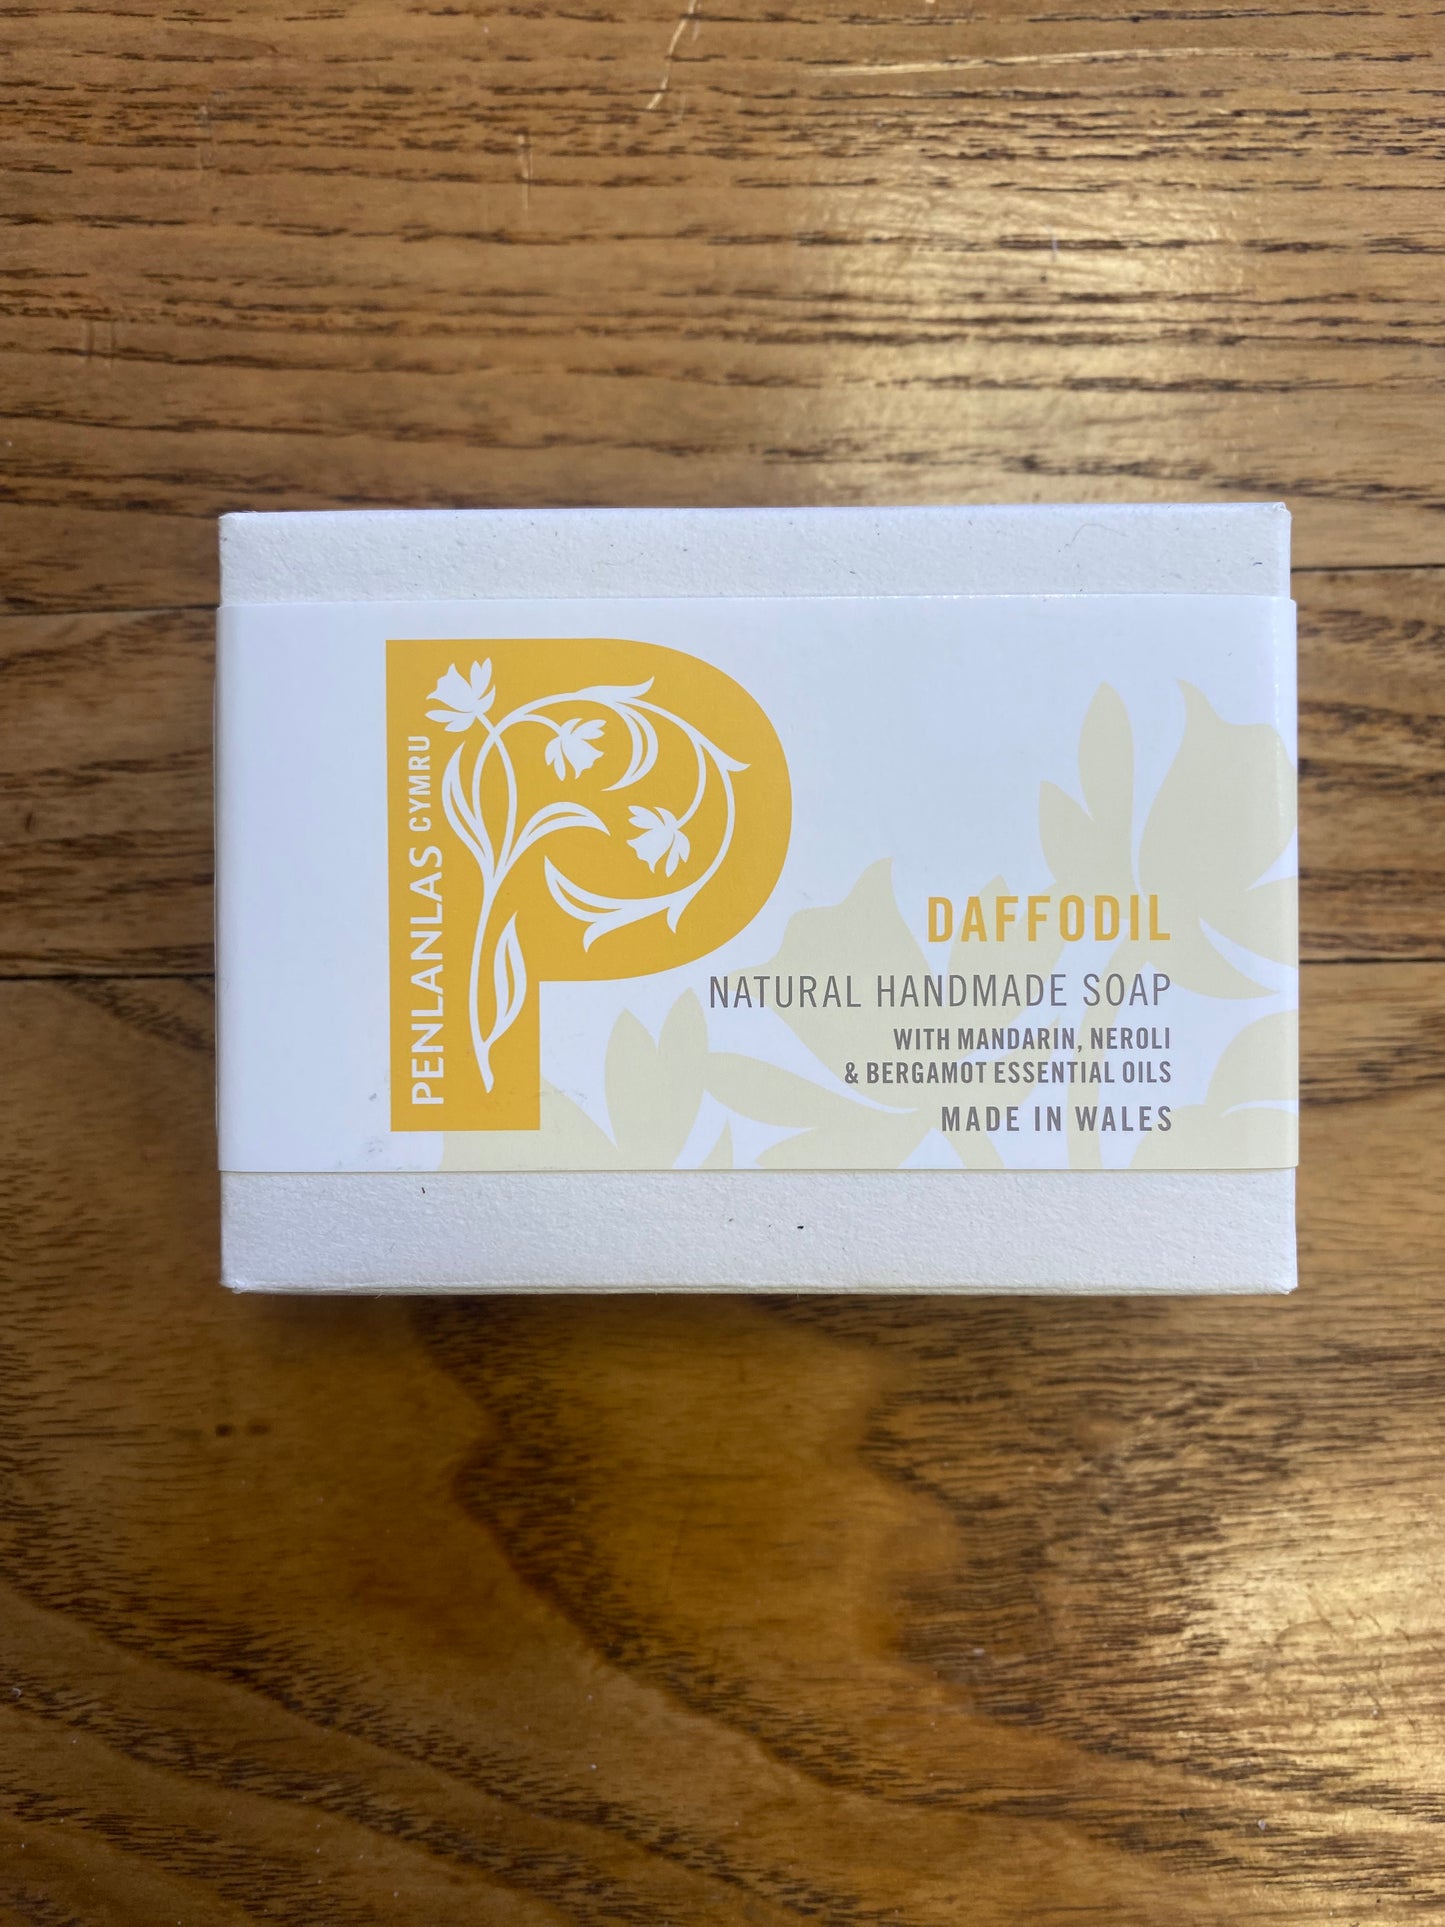 PENLANLAS CYMRU
DAFFODIL
NATURAL HANDMADE SOAP
WITH MANDARIN, NEROLI
& BERGAMOT ESSENTIAL OILS
MADE IN WALES